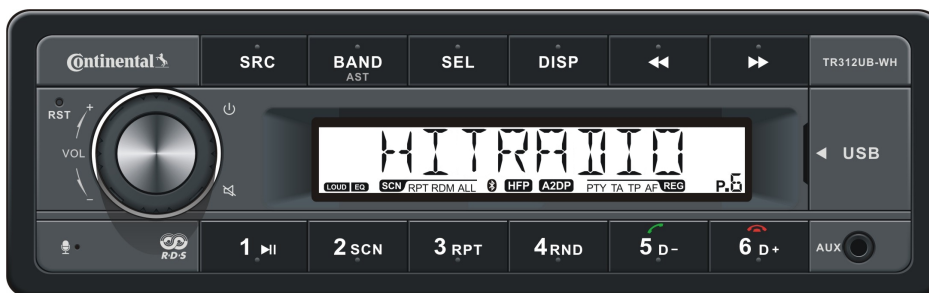 Continental SRC BAND SEL DISP TR312UB-WH
AST
RST + 
VOL USB
HITRADIO
-
LOUD EQ SCN RPT RDM ALL HFP A2DP PTY TA TP AF REG P.6
R·D·S 1 2 SCN 3 RPT 4 RND 5 D- 6 D+ AUX